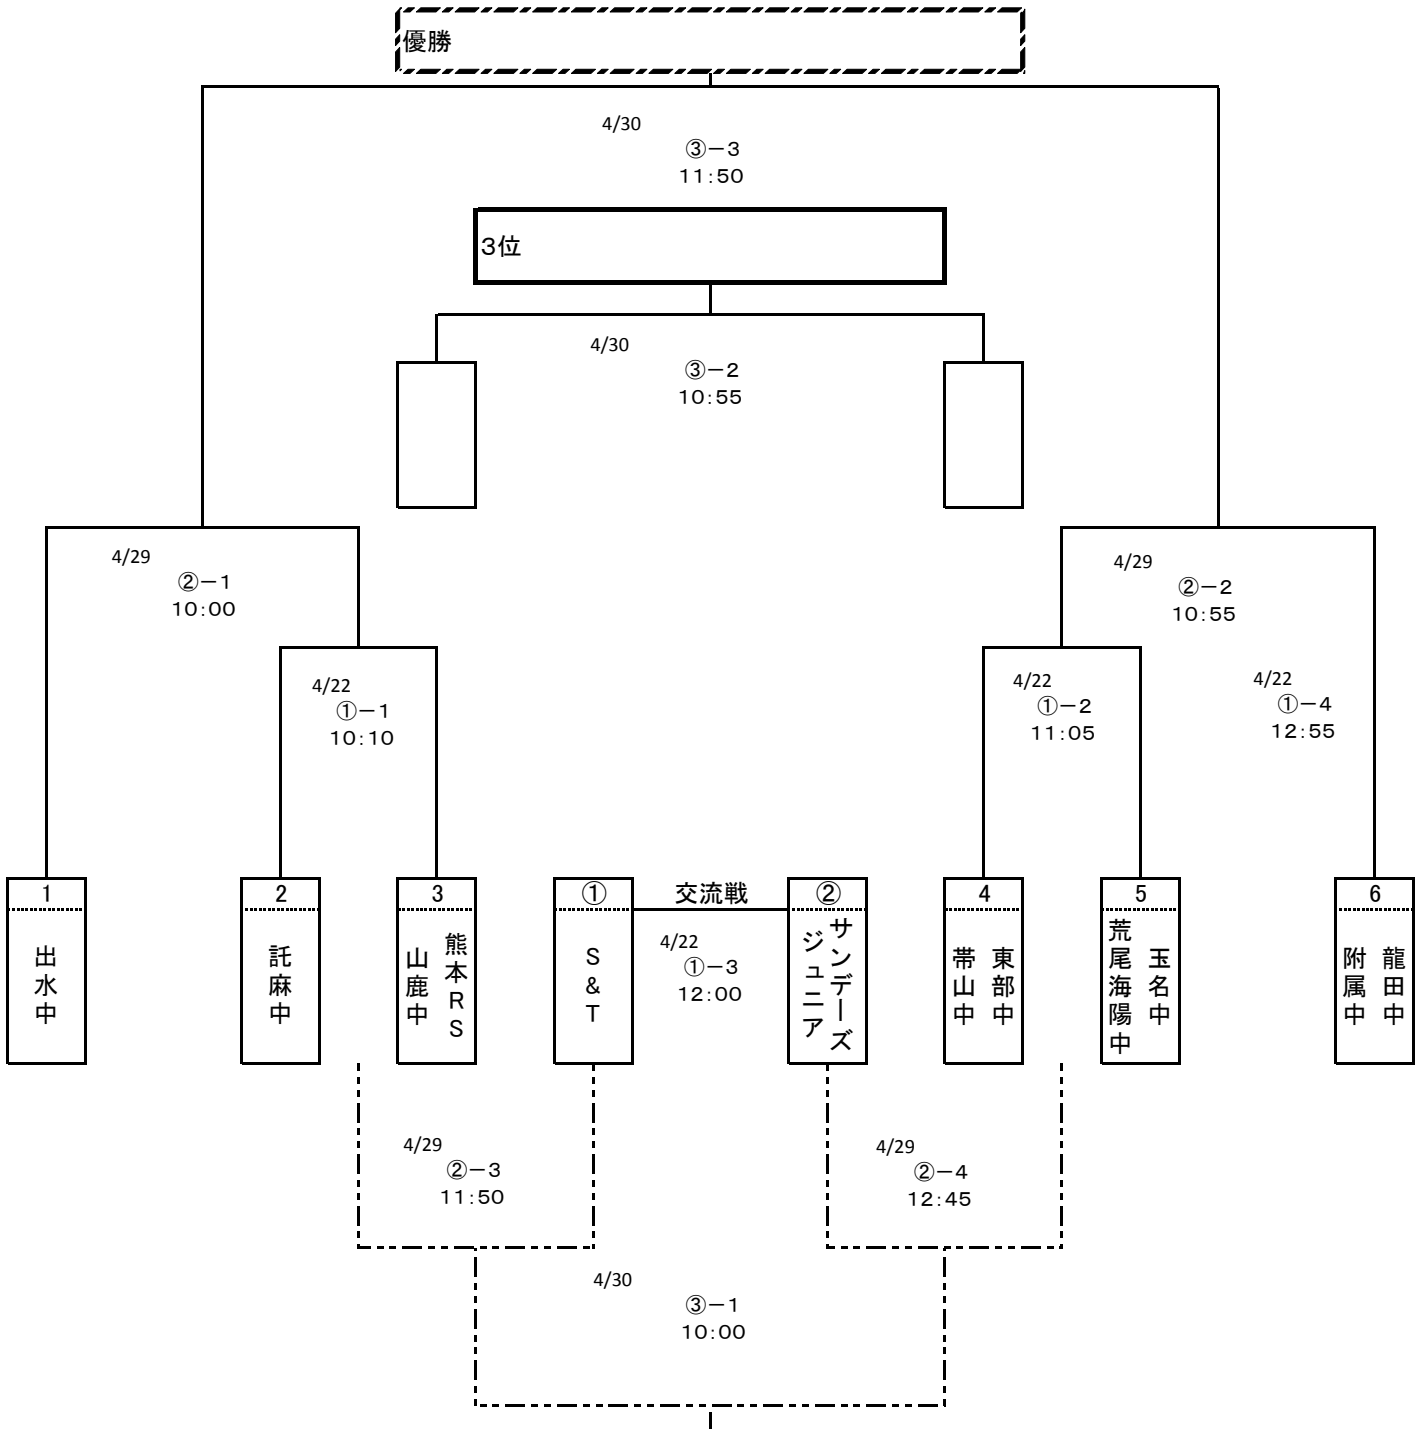 優勝
4/30
③－3
11:50
3位
4/30
③－2
10:55
4/29
②－1
10:00
4/29
②－2
10:55
4/22
①－1
10:10
4/22
①－2
11:05
4/22
①－4
12:55
1
出水中
2
託麻中
3
熊本RS
山鹿中
①
S&T
交流戦
4/22
①－3
12:00
②
サンデーズ
ジュニア
4
東部中
帯山中
5
玉名中
荒尾海陽中
6
龍田中
附属中
4/29
②－3
11:50
4/29
②－4
12:45
4/30
③－1
10:00